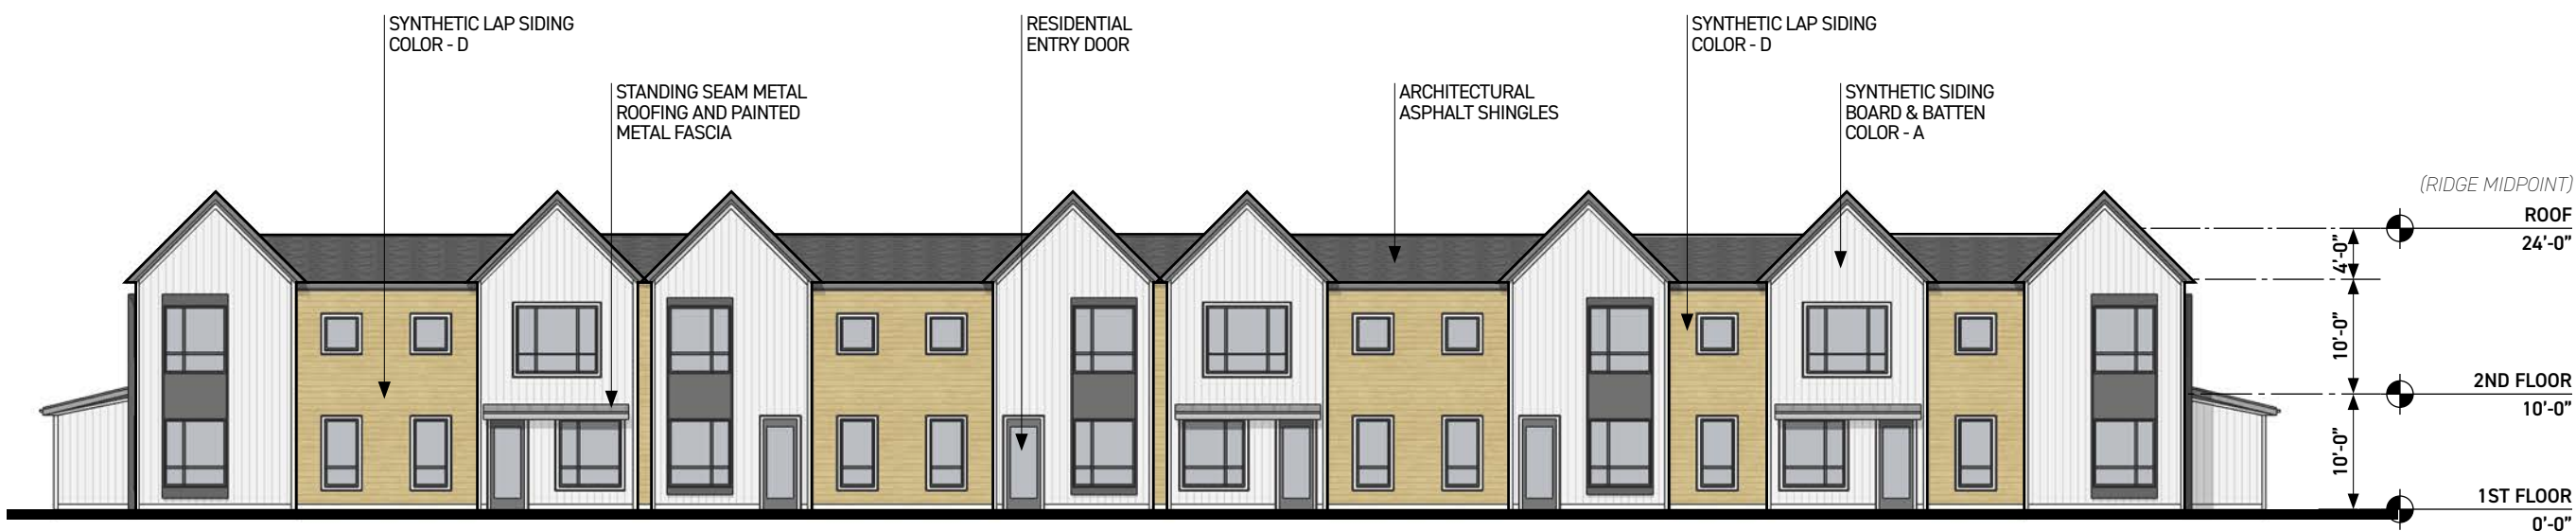 SYNTHETIC LAP SIDING
COLOR - D
RESIDENTIAL
ENTRY DOOR
SYNTHETIC LAP SIDING
COLOR - D
STANDING SEAM METAL
ROOFING AND PAINTED
METAL FASCIA
ARCHITECTURAL
ASPHALT SHINGLES
SYNTHETIC SIDING
BOARD & BATTEN
COLOR - A
(RIDGE MIDPOINT)
ROOF
24'-0"
4'-0"
10'-0"
2ND FLOOR
10'-0"
10'-0"
1ST FLOOR
0'-0"